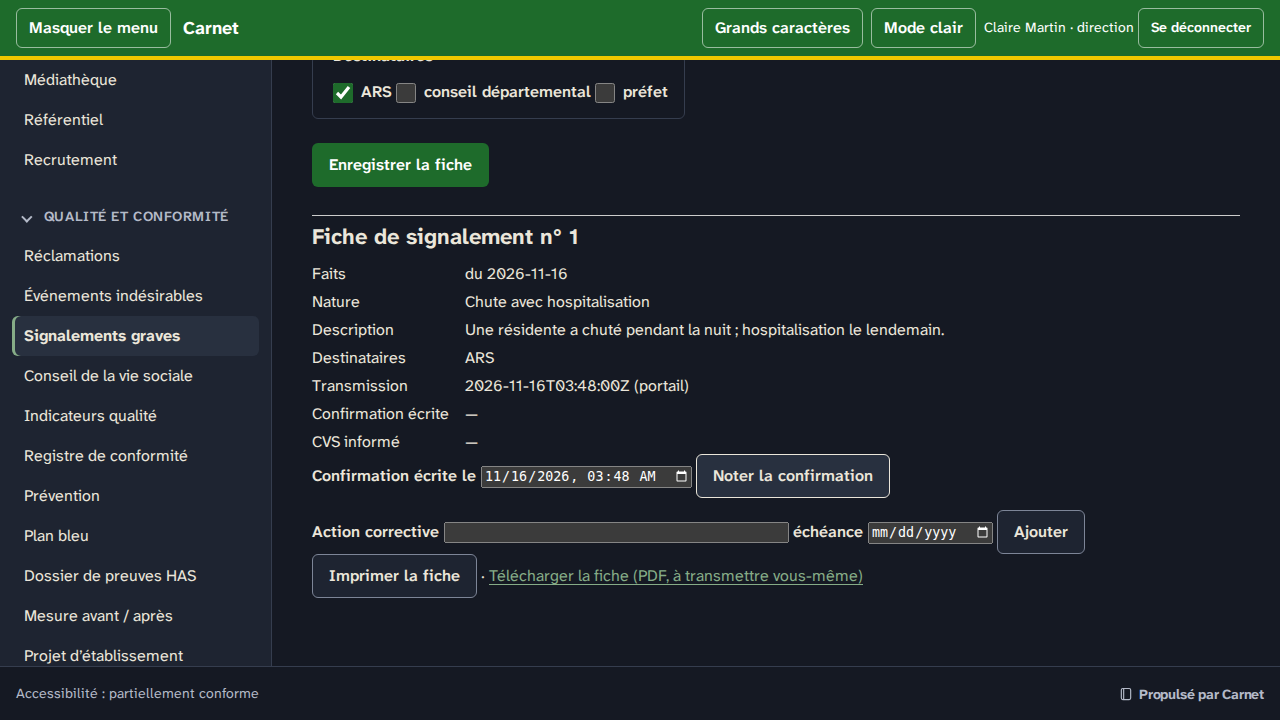 Masquer le menu Carnet Grands caractères Mode clair Claire Martin · direction Se déconnecter
Médiathèque
Référentiel
Recrutement
QUALITÉ ET CONFORMITÉ
Réclamations
Événements indésirables
Signalements graves
Conseil de la vie sociale
Indicateurs qualité
Registre de conformité
Prévention
Plan bleu
Dossier de preuves HAS
Mesure avant / après
Projet d'établissement
ARS conseil départemental préfet
Enregistrer la fiche
Fiche de signalement n° 1
Faits du 2026-11-16
Nature Chute avec hospitalisation
Description Une résidente a chuté pendant la nuit ; hospitalisation le lendemain.
Destinataires ARS
Transmission 2026-11-16T03:48:00Z (portail)
Confirmation écrite —
CVS informé —
Confirmation écrite le 11/16/2026, 03:48 AM Noter la confirmation
Action corrective échéance mm/dd/yyyy Ajouter
Imprimer la fiche · Télécharger la fiche (PDF, à transmettre vous-même)
Accessibilité : partiellement conforme Propulsé par Carnet